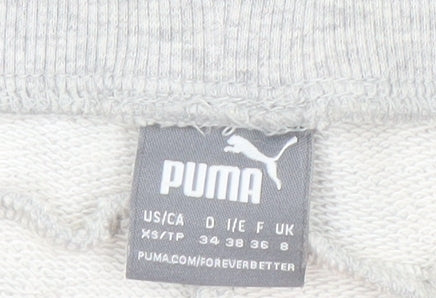 PUMA
US/CA D I/E F UK
XS/TP 34 38 36 8
PUMA.COM/FOREVERBETTER